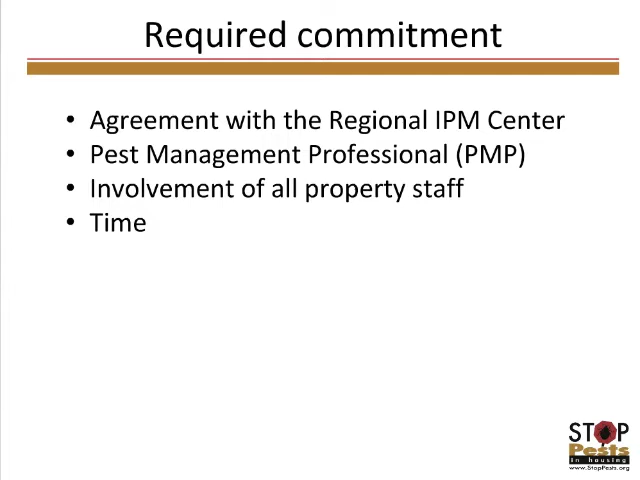 Required commitment
• Agreement with the Regional IPM Center
• Pest Management Professional (PMP)
• Involvement of all property staff
• Time
STOP
Pests
in housing
www.StopPests.org